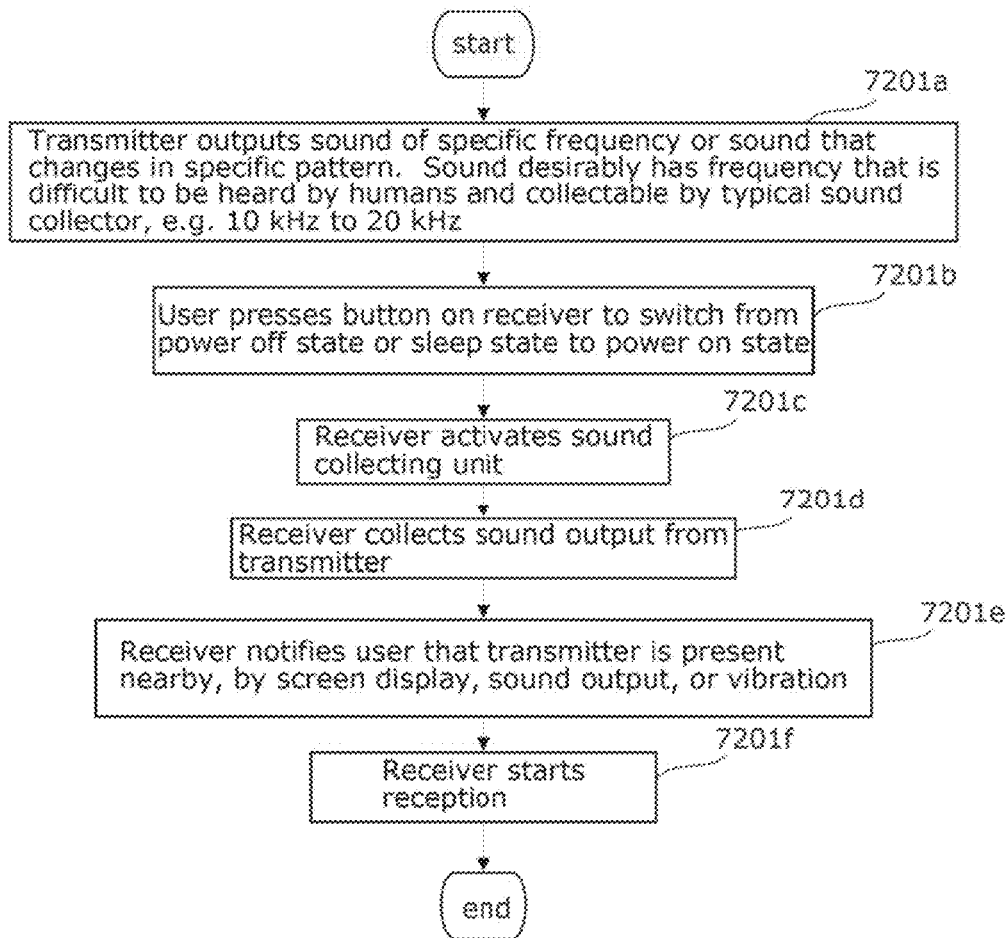 start
7201a
Transmitter outputs sound of specific frequency or sound that
changes in specific pattern. Sound desirably has frequency that is
difficult to be heard by humans and collectable by typical sound
collector, e.g. 10 kHz to 20 kHz
7201b
User presses button on receiver to switch from
power off state or sleep state to power on state
7201c
Receiver activates sound
collecting unit
7201d
Receiver collects sound output from
transmitter
7201e
Receiver notifies user that transmitter is present
nearby, by screen display, sound output, or vibration
7201f
Receiver starts
reception
end